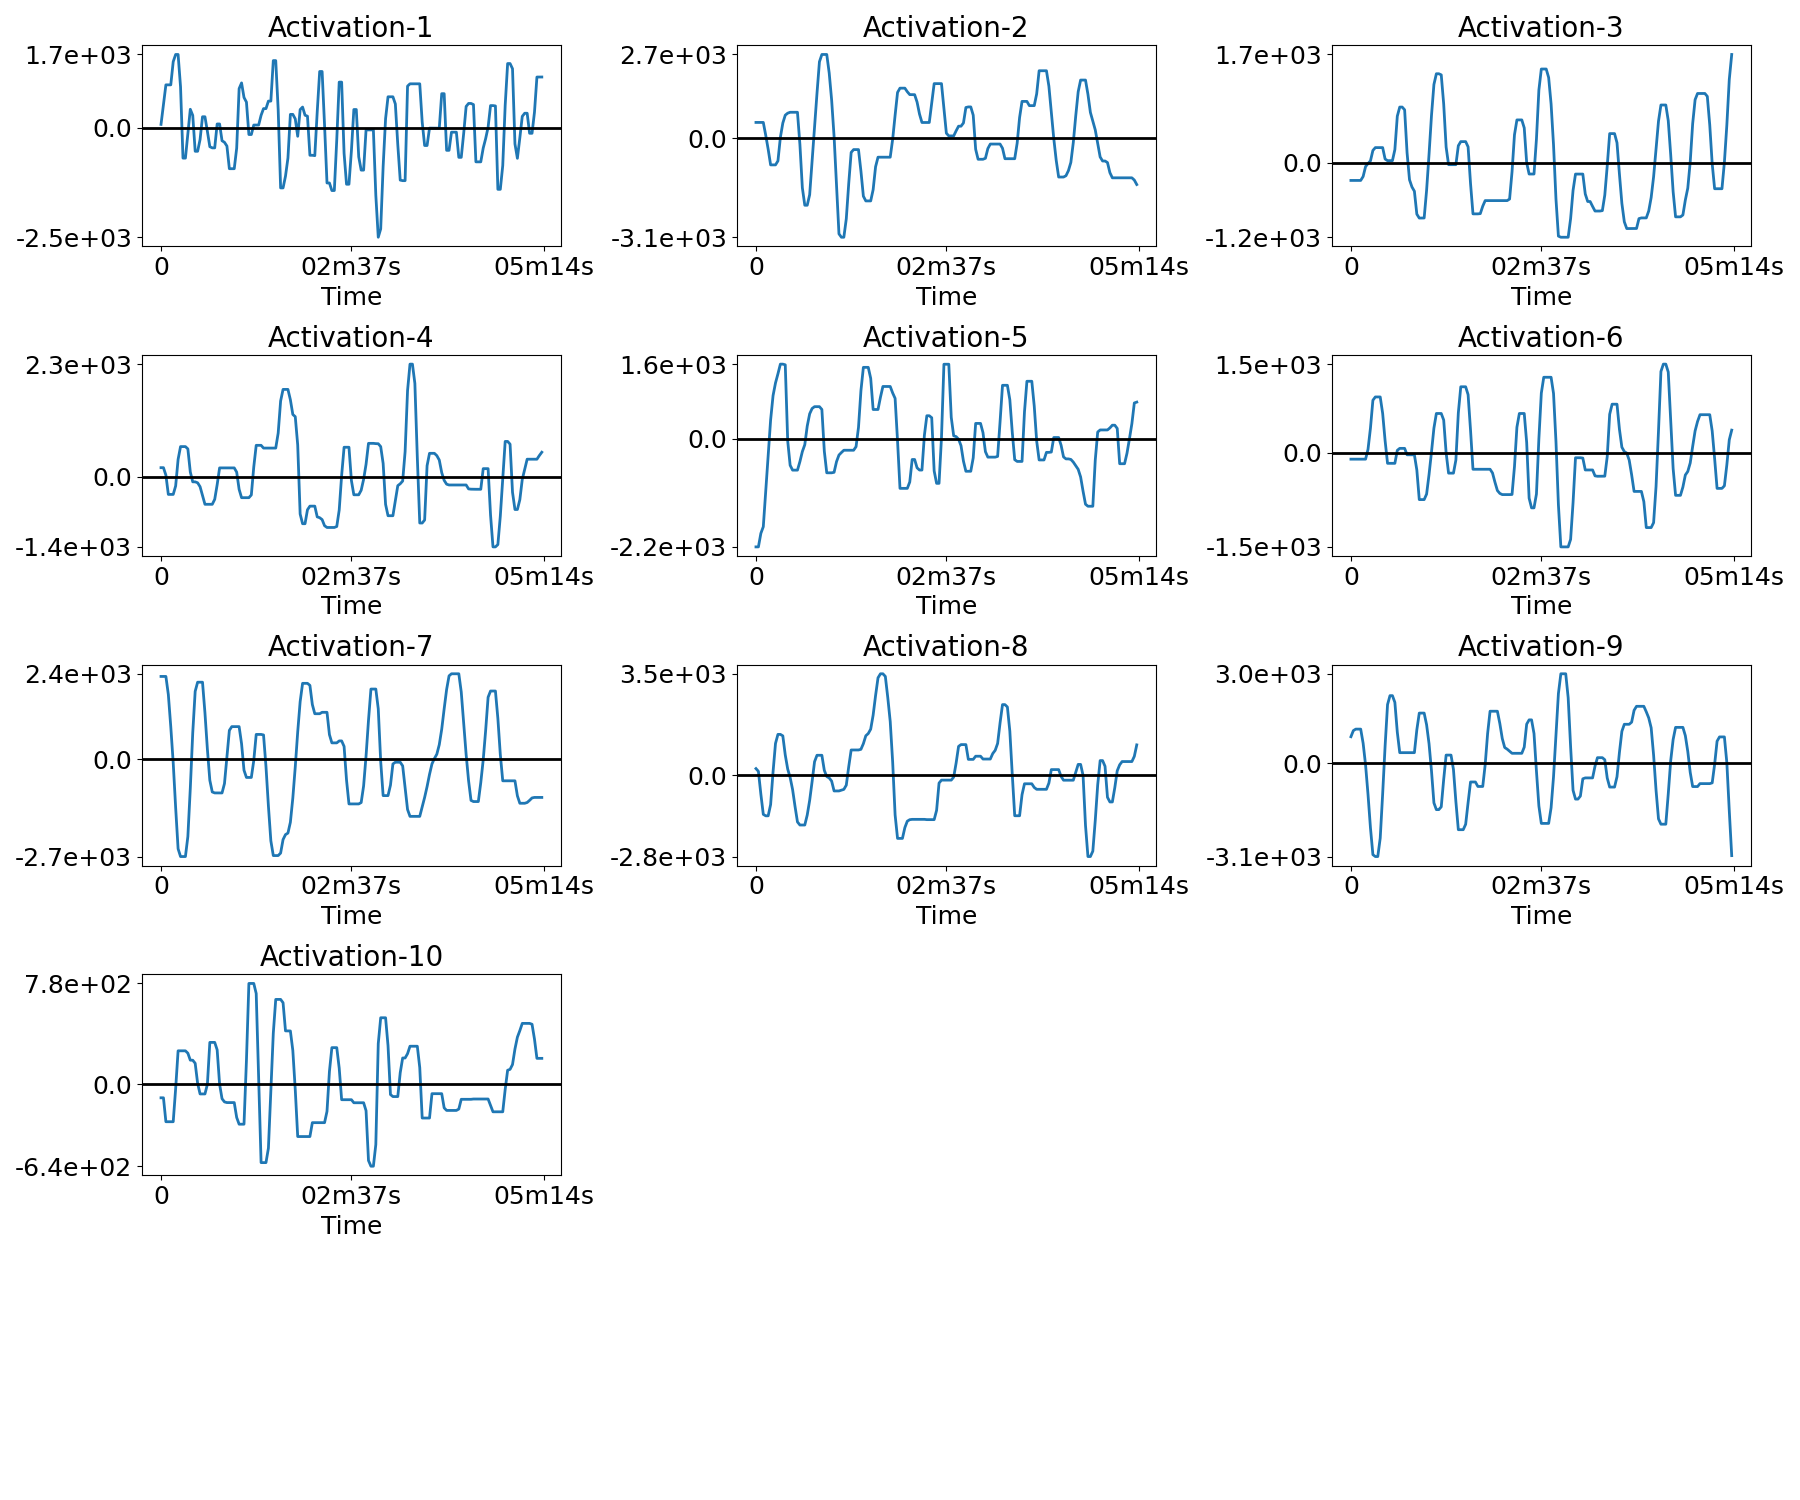 Activation-1
1.7e+03
0.0
-2.5e+03
0 02m37s 05m14s
Time
Activation-2
2.7e+03
0.0
-3.1e+03
0 02m37s 05m14s
Time
Activation-3
1.7e+03
0.0
-1.2e+03
0 02m37s 05m14s
Time
Activation-4
2.3e+03
0.0
-1.4e+03
0 02m37s 05m14s
Time
Activation-5
1.6e+03
0.0
-2.2e+03
0 02m37s 05m14s
Time
Activation-6
1.5e+03
0.0
-1.5e+03
0 02m37s 05m14s
Time
Activation-7
2.4e+03
0.0
-2.7e+03
0 02m37s 05m14s
Time
Activation-8
3.5e+03
0.0
-2.8e+03
0 02m37s 05m14s
Time
Activation-9
3.0e+03
0.0
-3.1e+03
0 02m37s 05m14s
Time
Activation-10
7.8e+02
0.0
-6.4e+02
0 02m37s 05m14s
Time